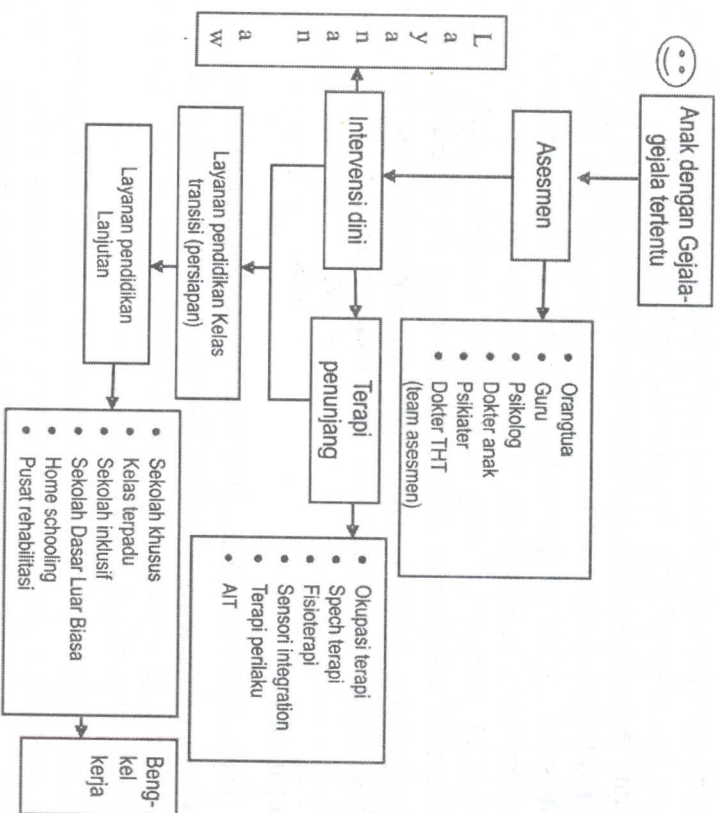 Anak dengan Gejala-
gejala tertentu
Asesmen
Orangtua
Guru
Psikolog
Dokter anak
Psikiater
Dokter THT
(team asesmen)
L
a
y
a
n
a
n
a
w
Intervensi dini
Terapi
penunjang
Okupasi terapi
Spech terapi
Fisioterapi
Sensori integration
Terapi perilaku
AIT
Layanan pendidikan Kelas
transisi (persiapan)
Layanan pendidikan
Lanjutan
Sekolah khusus
Kelas terpadu
Sekolah inklusif
Sekolah Dasar Luar Biasa
Home schooling
Pusat rehabilitasi
Beng-
kel
kerja